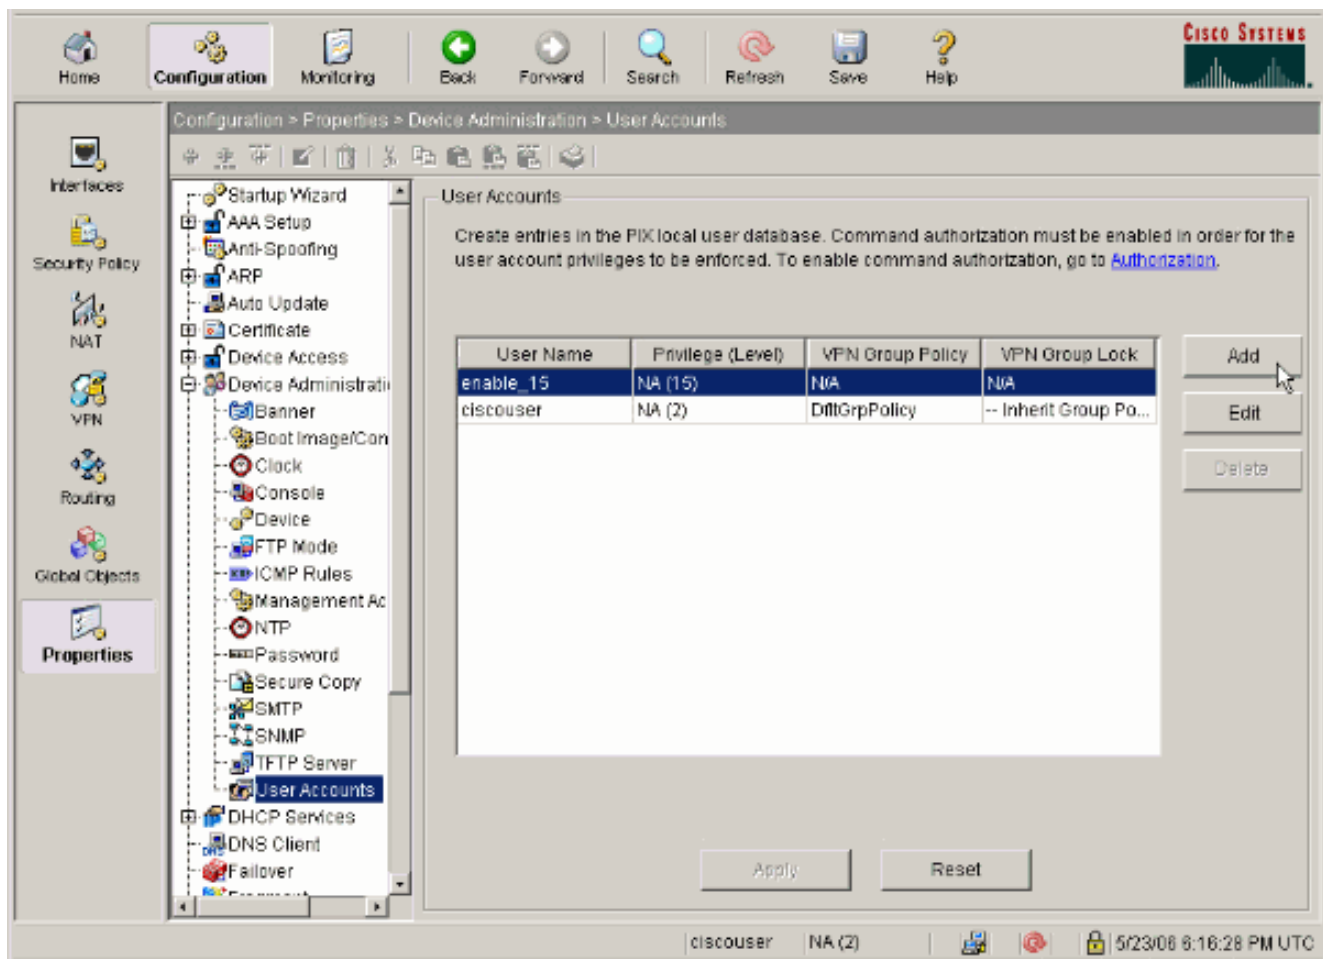 CISCO SYSTEMS
Home Configuration Monitoring Back Forward Search Refresh Save Help
Configuration > Properties > Device Administration > User Accounts
Interfaces
Security Policy
NAT
VPN
Routing
Global Objects
Properties
Startup Wizard
AAA Setup
Anti-Spoofing
ARP
Auto Update
Certificate
Device Access
Device Administrati
Banner
Boot Image/Con
Clock
Console
Device
FTP Mode
ICMP Rules
Management Ac
NTP
Password
Secure Copy
SMTP
SNMP
TFTP Server
User Accounts
DHCP Services
DNS Client
Failover
User Accounts
Create entries in the PIX local user database. Command authorization must be enabled in order for the
user account privileges to be enforced. To enable command authorization, go to Authorization.
User Name Privilege (Level) VPN Group Policy VPN Group Lock
enable_15 NA (15) N/A N/A
ciscouser NA (2) DfltGrpPolicy -- Inherit Group Po...
Add
Edit
Delete
Apply Reset
ciscouser NA (2) 5/23/06 6:16:28 PM UTC